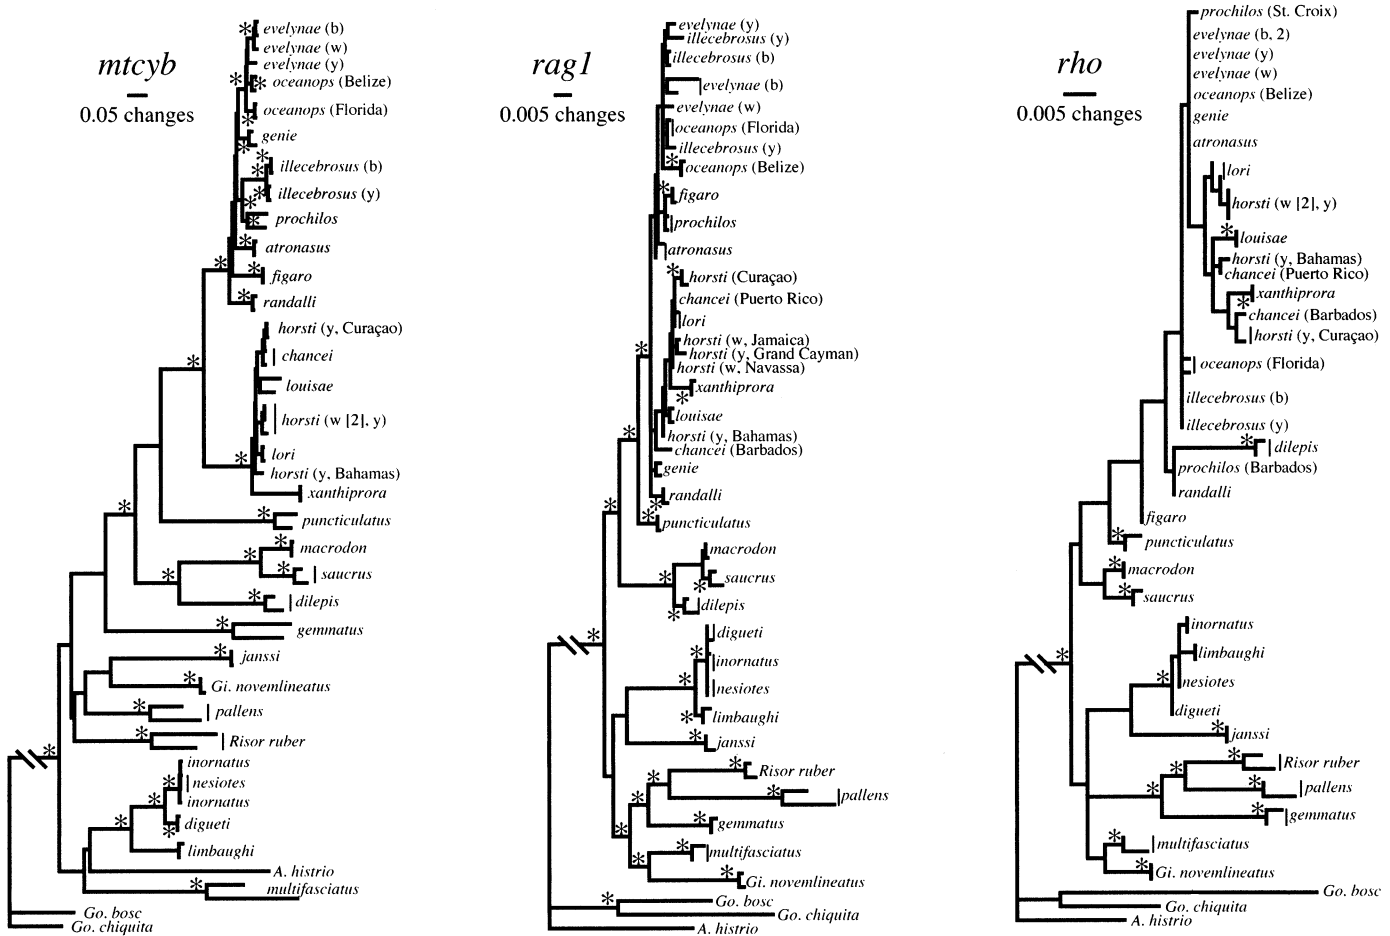 mtcyb
0.05 changes
evelynae (b)
evelynae (w)
evelynae (y)
oceanops (Belize)
oceanops (Florida)
genie
illecebrosus (b)
illecebrosus (y)
prochilos
atronasus
figaro
randalli
horsti (y, Curaçao)
chancei
louisae
horsti (w [2], y)
lori
horsti (y, Bahamas)
xanthiprora
puncticulatus
macrodon
saucrus
dilepis
gemmatus
janssi
Gi. novemlineatus
pallens
Risor ruber
inornatus
nesiotes
inornatus
digueti
limbaughi
A. histrio
multifasciatus
Go. bosc
Go. chiquita
rag1
0.005 changes
evelynae (y)
illecebrosus (y)
illecebrosus (b)
evelynae (b)
evelynae (w)
oceanops (Florida)
illecebrosus (y)
oceanops (Belize)
figaro
prochilos
atronasus
horsti (Curaçao)
chancei (Puerto Rico)
lori
horsti (w, Jamaica)
horsti (y, Grand Cayman)
horsti (w, Navassa)
xanthiprora
louisae
horsti (y, Bahamas)
chancei (Barbados)
genie
randalli
puncticulatus
macrodon
saucrus
dilepis
digueti
inornatus
nesiotes
limbaughi
janssi
Risor ruber
pallens
gemmatus
multifasciatus
Gi. novemlineatus
Go. bosc
Go. chiquita
A. histrio
rho
0.005 changes
prochilos (St. Croix)
evelynae (b, 2)
evelynae (y)
evelynae (w)
oceanops (Belize)
genie
atronasus
lori
horsti (w [2], y)
louisae
horsti (y, Bahamas)
chancei (Puerto Rico)
xanthiprora
chancei (Barbados)
horsti (y, Curaçao)
oceanops (Florida)
illecebrosus (b)
illecebrosus (y)
dilepis
prochilos (Barbados)
randalli
figaro
puncticulatus
macrodon
saucrus
inornatus
limbaughi
nesiotes
digueti
janssi
Risor ruber
pallens
gemmatus
multifasciatus
Gi. novemlineatus
Go. bosc
Go. chiquita
A. histrio